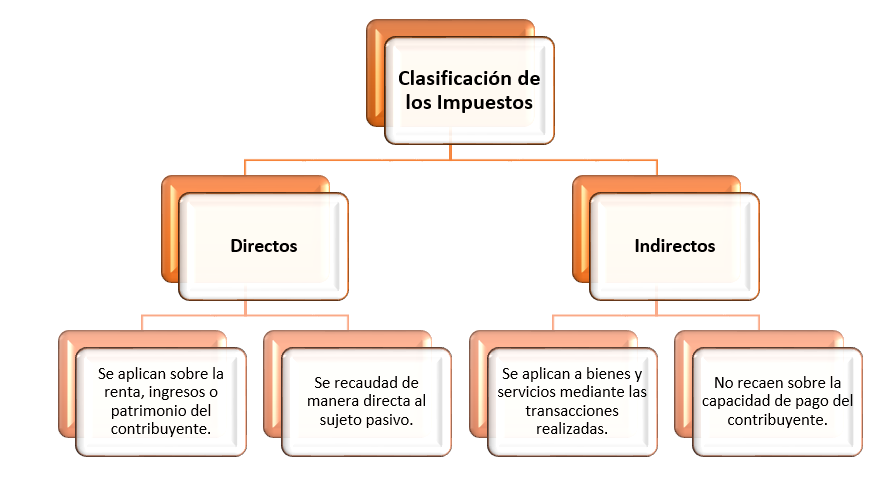 Clasificación de
los Impuestos
Directos
Indirectos
Se aplican sobre la
renta, ingresos o
patrimonio del
contribuyente.
Se recaudad de
manera directa al
sujeto pasivo.
Se aplican a bienes y
servicios mediante las
transacciones
realizadas.
No recaen sobre la
capacidad de pago del
contribuyente.